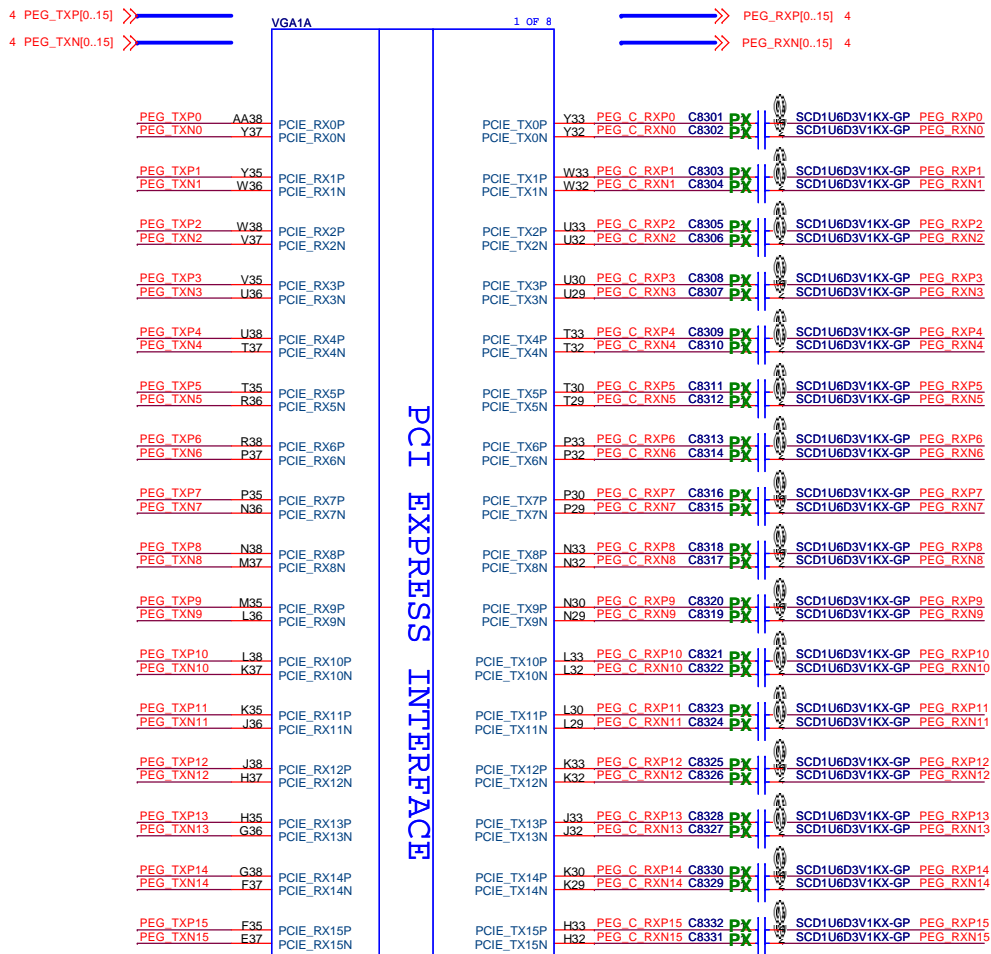 4 PEG_TXP[0..15]
4 PEG_TXN[0..15]
VGA1A
1 OF 8
PEG_RXP[0..15] 4
PEG_RXN[0..15] 4
PCI EXPRESS INTERFACE
PEG_TXP0 AA38 PCIE_RX0P PCIE_TX0P Y33 PEG_C_RXP0 C8301 PX SCD1U6D3V1KX-GP PEG_RXP0
PEG_TXN0 Y37 PCIE_RX0N PCIE_TX0N Y32 PEG_C_RXN0 C8302 PX SCD1U6D3V1KX-GP PEG_RXN0
PEG_TXP1 Y35 PCIE_RX1P PCIE_TX1P W33 PEG_C_RXP1 C8303 PX SCD1U6D3V1KX-GP PEG_RXP1
PEG_TXN1 W36 PCIE_RX1N PCIE_TX1N W32 PEG_C_RXN1 C8304 PX SCD1U6D3V1KX-GP PEG_RXN1
PEG_TXP2 W38 PCIE_RX2P PCIE_TX2P U33 PEG_C_RXP2 C8305 PX SCD1U6D3V1KX-GP PEG_RXP2
PEG_TXN2 V37 PCIE_RX2N PCIE_TX2N U32 PEG_C_RXN2 C8306 PX SCD1U6D3V1KX-GP PEG_RXN2
PEG_TXP3 V35 PCIE_RX3P PCIE_TX3P U30 PEG_C_RXP3 C8308 PX SCD1U6D3V1KX-GP PEG_RXP3
PEG_TXN3 U36 PCIE_RX3N PCIE_TX3N U29 PEG_C_RXN3 C8307 PX SCD1U6D3V1KX-GP PEG_RXN3
PEG_TXP4 U38 PCIE_RX4P PCIE_TX4P T33 PEG_C_RXP4 C8309 PX SCD1U6D3V1KX-GP PEG_RXP4
PEG_TXN4 T37 PCIE_RX4N PCIE_TX4N T32 PEG_C_RXN4 C8310 PX SCD1U6D3V1KX-GP PEG_RXN4
PEG_TXP5 T35 PCIE_RX5P PCIE_TX5P T30 PEG_C_RXP5 C8311 PX SCD1U6D3V1KX-GP PEG_RXP5
PEG_TXN5 R36 PCIE_RX5N PCIE_TX5N T29 PEG_C_RXN5 C8312 PX SCD1U6D3V1KX-GP PEG_RXN5
PEG_TXP6 R38 PCIE_RX6P PCIE_TX6P P33 PEG_C_RXP6 C8313 PX SCD1U6D3V1KX-GP PEG_RXP6
PEG_TXN6 P37 PCIE_RX6N PCIE_TX6N P32 PEG_C_RXN6 C8314 PX SCD1U6D3V1KX-GP PEG_RXN6
PEG_TXP7 P35 PCIE_RX7P PCIE_TX7P P30 PEG_C_RXP7 C8316 PX SCD1U6D3V1KX-GP PEG_RXP7
PEG_TXN7 N36 PCIE_RX7N PCIE_TX7N P29 PEG_C_RXN7 C8315 PX SCD1U6D3V1KX-GP PEG_RXN7
PEG_TXP8 N38 PCIE_RX8P PCIE_TX8P N33 PEG_C_RXP8 C8318 PX SCD1U6D3V1KX-GP PEG_RXP8
PEG_TXN8 M37 PCIE_RX8N PCIE_TX8N N32 PEG_C_RXN8 C8317 PX SCD1U6D3V1KX-GP PEG_RXN8
PEG_TXP9 M35 PCIE_RX9P PCIE_TX9P N30 PEG_C_RXP9 C8320 PX SCD1U6D3V1KX-GP PEG_RXP9
PEG_TXN9 L36 PCIE_RX9N PCIE_TX9N N29 PEG_C_RXN9 C8319 PX SCD1U6D3V1KX-GP PEG_RXN9
PEG_TXP10 L38 PCIE_RX10P PCIE_TX10P L33 PEG_C_RXP10 C8321 PX SCD1U6D3V1KX-GP PEG_RXP10
PEG_TXN10 K37 PCIE_RX10N PCIE_TX10N L32 PEG_C_RXN10 C8322 PX SCD1U6D3V1KX-GP PEG_RXN10
PEG_TXP11 K35 PCIE_RX11P PCIE_TX11P L30 PEG_C_RXP11 C8323 PX SCD1U6D3V1KX-GP PEG_RXP11
PEG_TXN11 J36 PCIE_RX11N PCIE_TX11N L29 PEG_C_RXN11 C8324 PX SCD1U6D3V1KX-GP PEG_RXN11
PEG_TXP12 J38 PCIE_RX12P PCIE_TX12P K33 PEG_C_RXP12 C8325 PX SCD1U6D3V1KX-GP PEG_RXP12
PEG_TXN12 H37 PCIE_RX12N PCIE_TX12N K32 PEG_C_RXN12 C8326 PX SCD1U6D3V1KX-GP PEG_RXN12
PEG_TXP13 H35 PCIE_RX13P PCIE_TX13P J33 PEG_C_RXP13 C8328 PX SCD1U6D3V1KX-GP PEG_RXP13
PEG_TXN13 G36 PCIE_RX13N PCIE_TX13N J32 PEG_C_RXN13 C8327 PX SCD1U6D3V1KX-GP PEG_RXN13
PEG_TXP14 G38 PCIE_RX14P PCIE_TX14P K30 PEG_C_RXP14 C8330 PX SCD1U6D3V1KX-GP PEG_RXP14
PEG_TXN14 F37 PCIE_RX14N PCIE_TX14N K29 PEG_C_RXN14 C8329 PX SCD1U6D3V1KX-GP PEG_RXN14
PEG_TXP15 F35 PCIE_RX15P PCIE_TX15P H33 PEG_C_RXP15 C8332 PX SCD1U6D3V1KX-GP PEG_RXP15
PEG_TXN15 E37 PCIE_RX15N PCIE_TX15N H32 PEG_C_RXN15 C8331 PX SCD1U6D3V1KX-GP PEG_RXN15